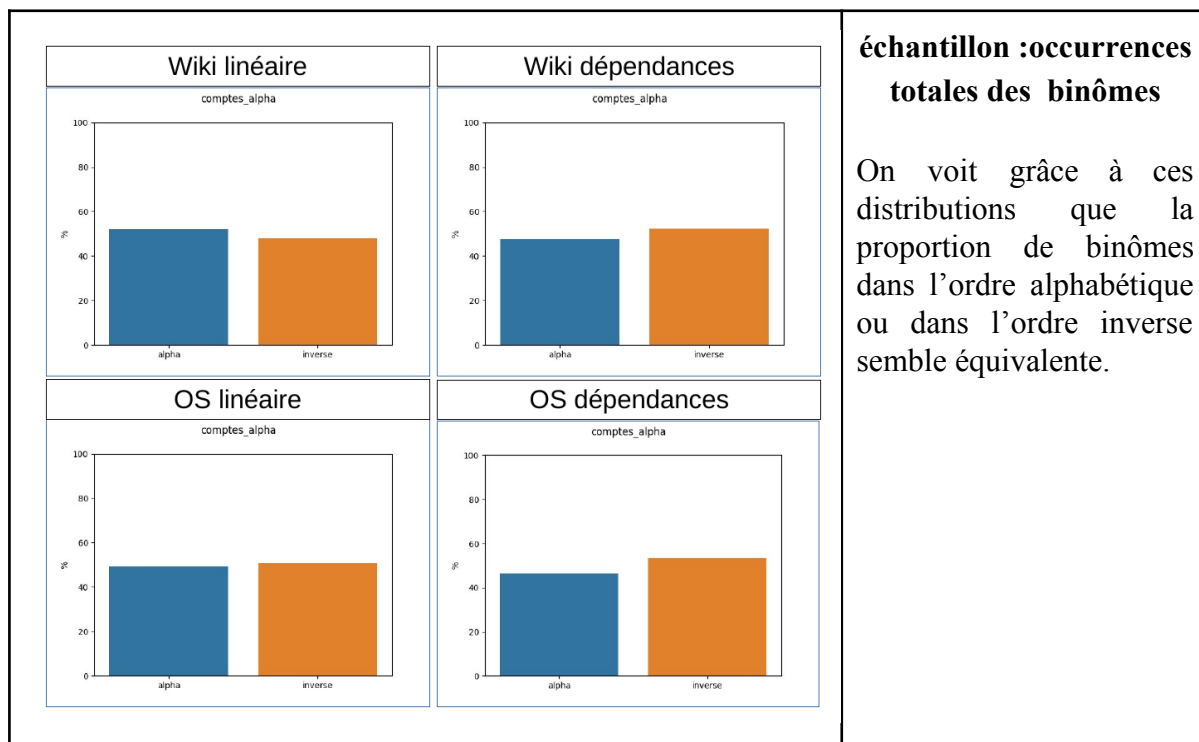 Wiki linéaire
Wiki dépendances
comptes_alpha
100
80
60
40
20
0
%
alpha
inverse
comptes_alpha
100
80
60
40
20
0
%
alpha
inverse
OS linéaire
OS dépendances
comptes_alpha
100
80
60
40
20
0
%
alpha
inverse
comptes_alpha
100
80
60
40
20
0
%
alpha
inverse
échantillon :occurrences
totales des binômes
On voit grâce à ces
distributions que la
proportion de binômes
dans l’ordre alphabétique
ou dans l’ordre inverse
semble équivalente.